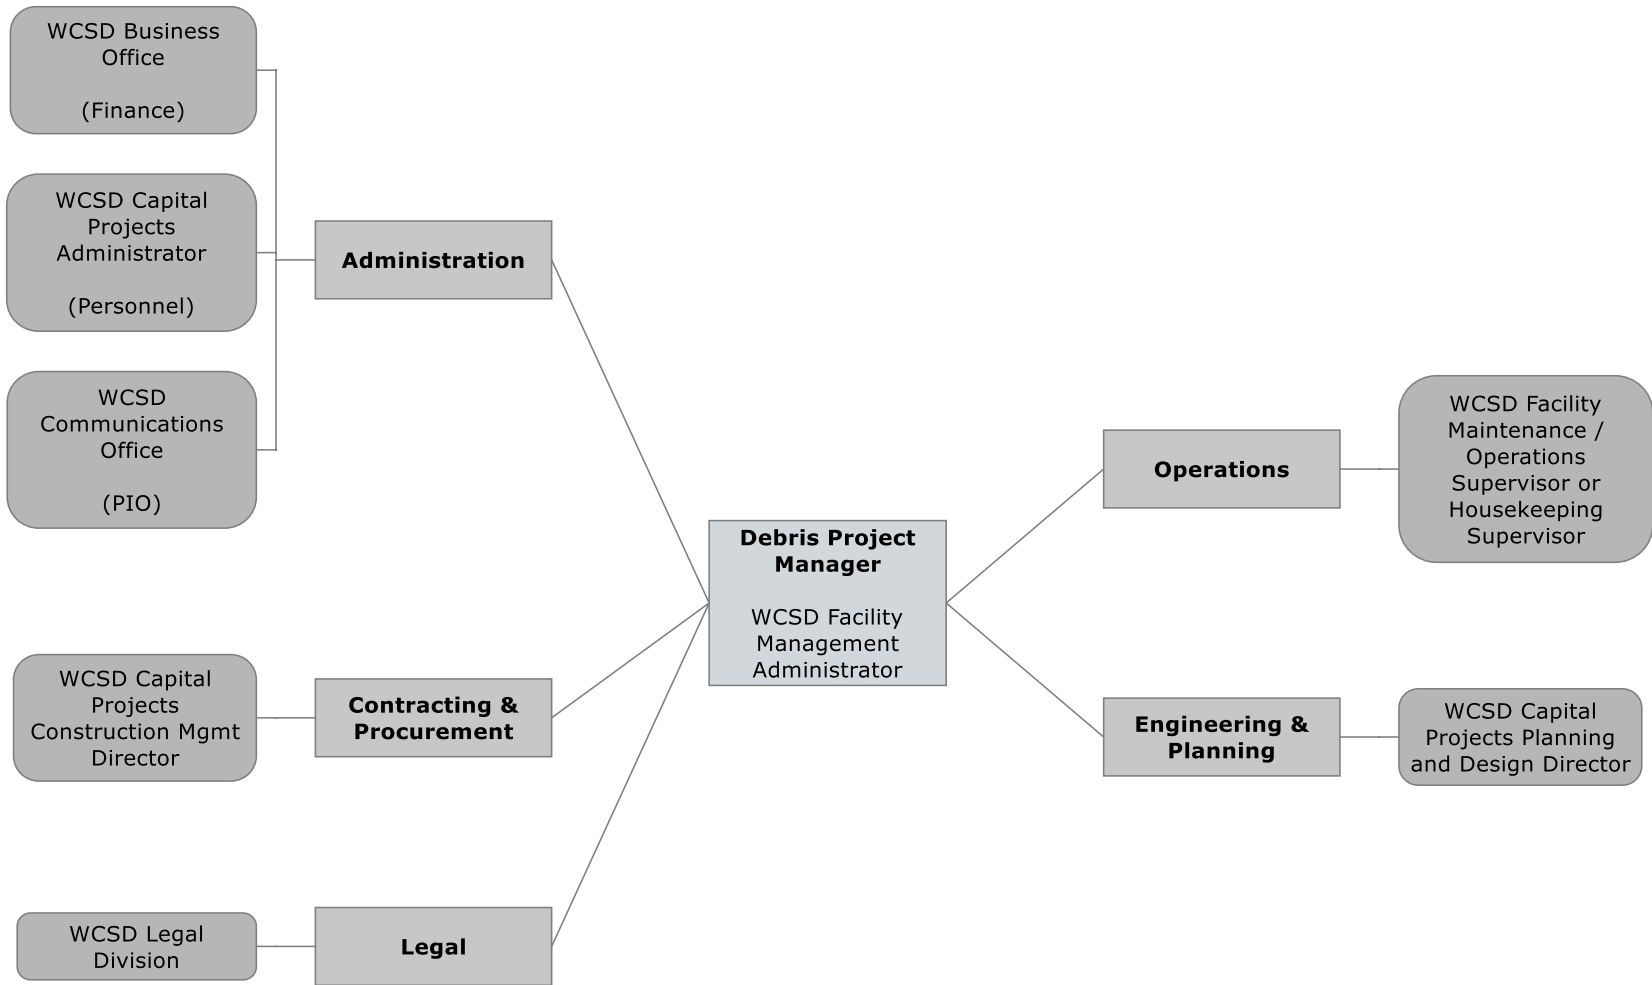 WCSD Business
Office
(Finance)
WCSD Capital
Projects
Administrator
(Personnel)
WCSD
Communications
Office
(PIO)
Administration
WCSD Capital
Projects
Construction Mgmt
Director
Contracting &
Procurement
WCSD Legal
Division
Legal
Debris Project
Manager
WCSD Facility
Management
Administrator
Operations
WCSD Facility
Maintenance /
Operations
Supervisor or
Housekeeping
Supervisor
Engineering &
Planning
WCSD Capital
Projects Planning
and Design Director